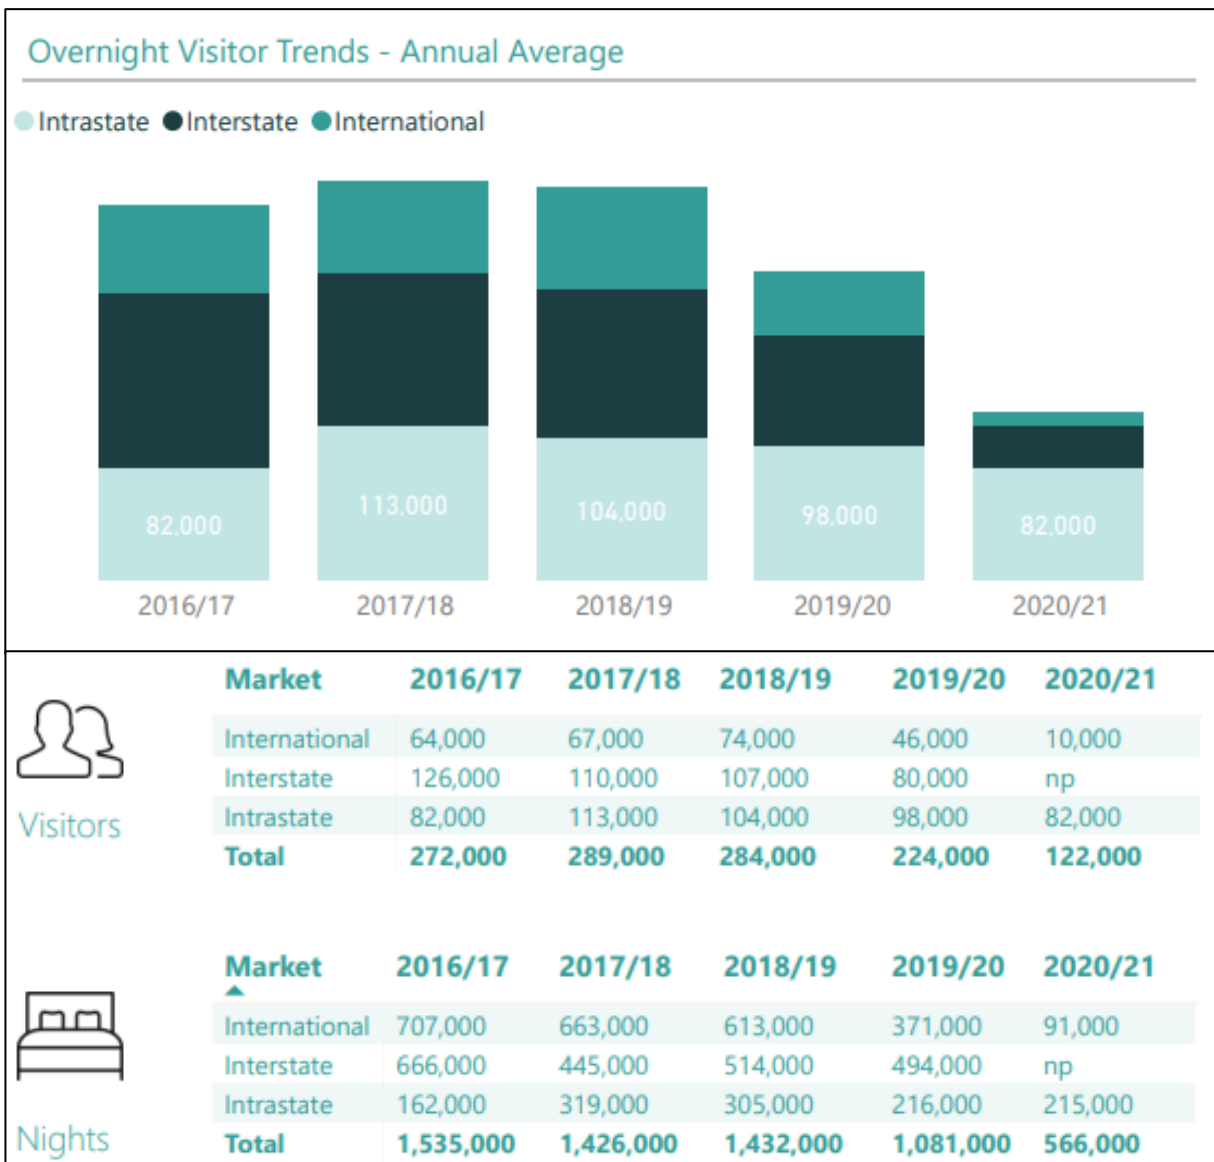 Overnight Visitor Trends - Annual Average
Intrastate Interstate International
82,000 113,000 104,000 98,000 82,000
2016/17 2017/18 2018/19 2019/20 2020/21
Visitors
Market 2016/17 2017/18 2018/19 2019/20 2020/21
International 64,000 67,000 74,000 46,000 10,000
Interstate 126,000 110,000 107,000 80,000 np
Intrastate 82,000 113,000 104,000 98,000 82,000
Total 272,000 289,000 284,000 224,000 122,000
Nights
Market 2016/17 2017/18 2018/19 2019/20 2020/21
International 707,000 663,000 613,000 371,000 91,000
Interstate 666,000 445,000 514,000 494,000 np
Intrastate 162,000 319,000 305,000 216,000 215,000
Total 1,535,000 1,426,000 1,432,000 1,081,000 566,000